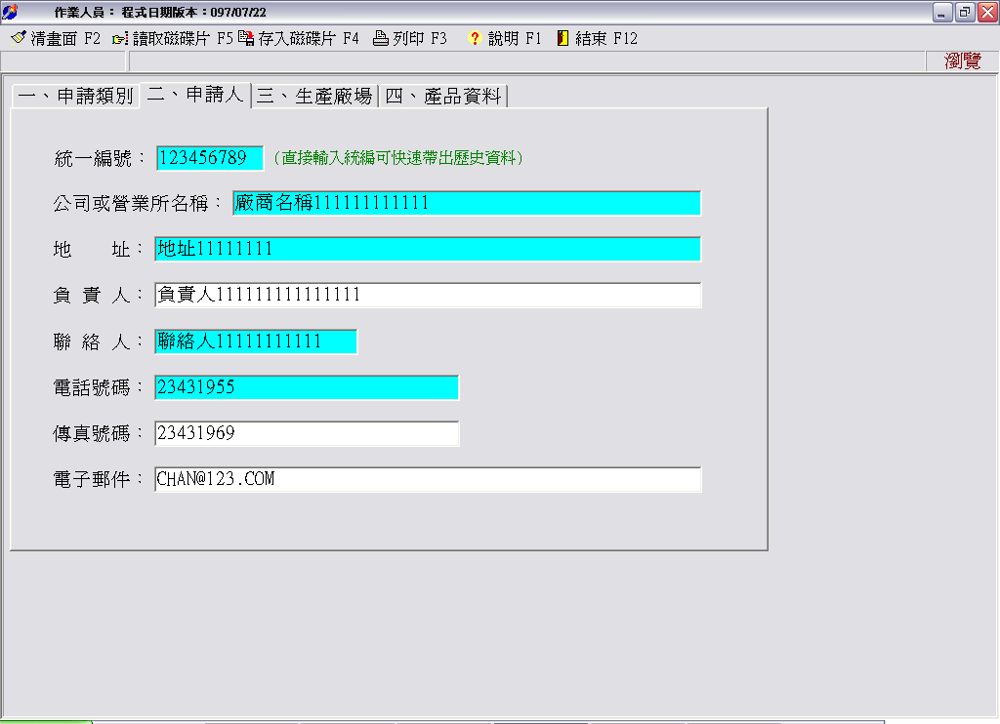 作業人員： 程式日期版本：097/07/22
清畫面 F2 讀取磁碟片 F5 存入磁碟片 F4 列印 F3 ? 說明 F1 結束 F12
瀏覽
一、申請類別 二、申請人 三、生產廠場 四、產品資料
統一編號： 123456789 (直接輸入統編可快速帶出歷史資料)
公司或營業所名稱： 廠商名稱111111111111
地 址： 地址11111111
負 責 人： 負責人111111111111111
聯 絡 人： 聯絡人11111111111
電話號碼： 23431955
傳真號碼： 23431969
電子郵件： CHAN@123.COM